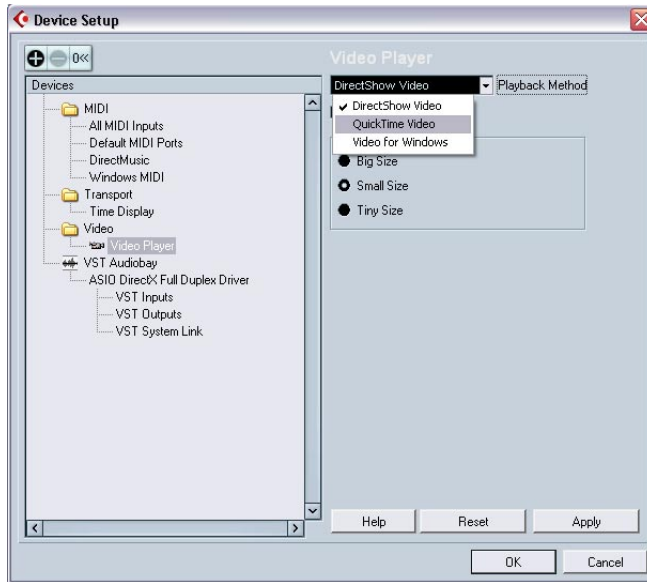 Device Setup
0<<
Video Player
Devices
DirectShow Video
Playback Method
DirectShow Video
QuickTime Video
Video for Windows
MIDI
All MIDI Inputs
Default MIDI Ports
DirectMusic
Windows MIDI
Transport
Time Display
Video
Video Player
VST Audiobay
ASIO DirectX Full Duplex Driver
VST Inputs
VST Outputs
VST System Link
Big Size
Small Size
Tiny Size
Help
Reset
Apply
OK
Cancel